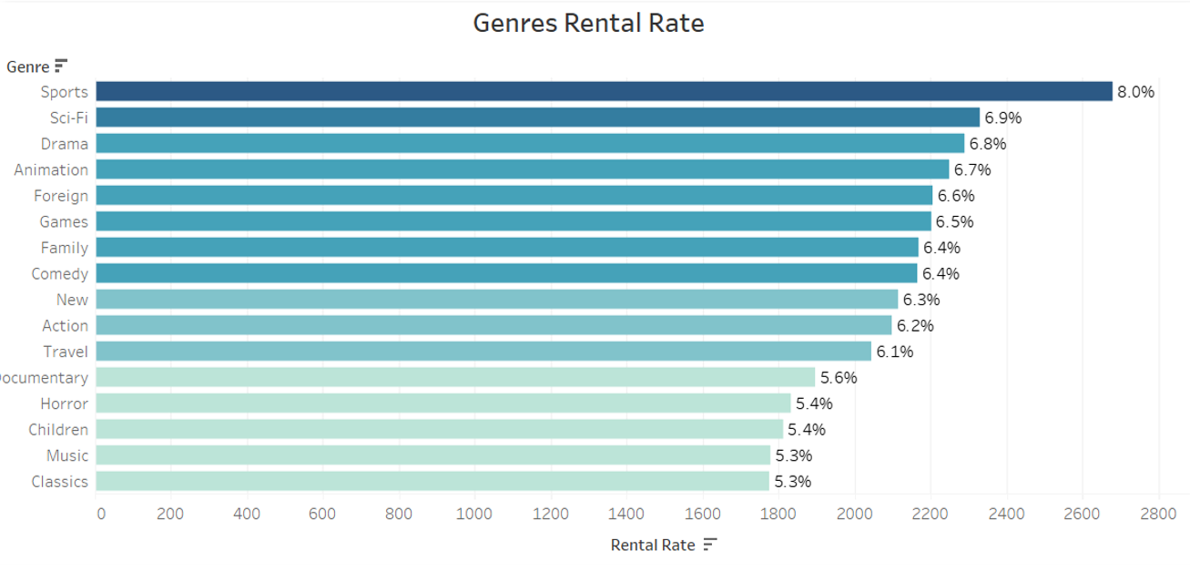 Genres Rental Rate
Genre
Sports 8.0%
Sci-Fi 6.9%
Drama 6.8%
Animation 6.7%
Foreign 6.6%
Games 6.5%
Family 6.4%
Comedy 6.4%
New 6.3%
Action 6.2%
Travel 6.1%
ocumentary 5.6%
Horror 5.4%
Children 5.4%
Music 5.3%
Classics 5.3%
0 200 400 600 800 1000 1200 1400 1600 1800 2000 2200 2400 2600 2800
Rental Rate